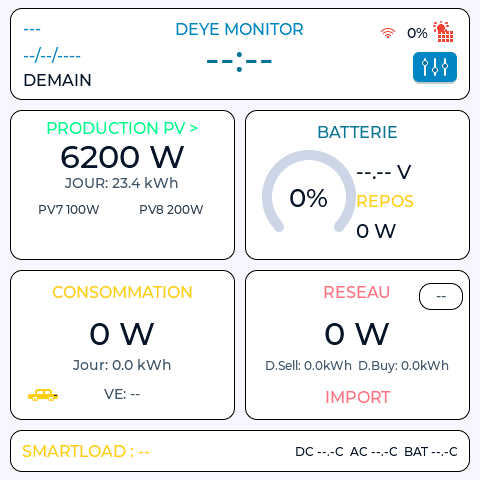 ---
DEYE MONITOR
0%
--/--/----
--:--
DEMAIN
PRODUCTION PV >
6200 W
JOUR: 23.4 kWh
PV7 100W PV8 200W
BATTERIE
0%
--.-- V
REPOS
0 W
CONSOMMATION
0 W
Jour: 0.0 kWh
VE: --
RESEAU
--
0 W
D.Sell: 0.0kWh D.Buy: 0.0kWh
IMPORT
SMARTLOAD : --
DC --.-C AC --.-C BAT --.-C